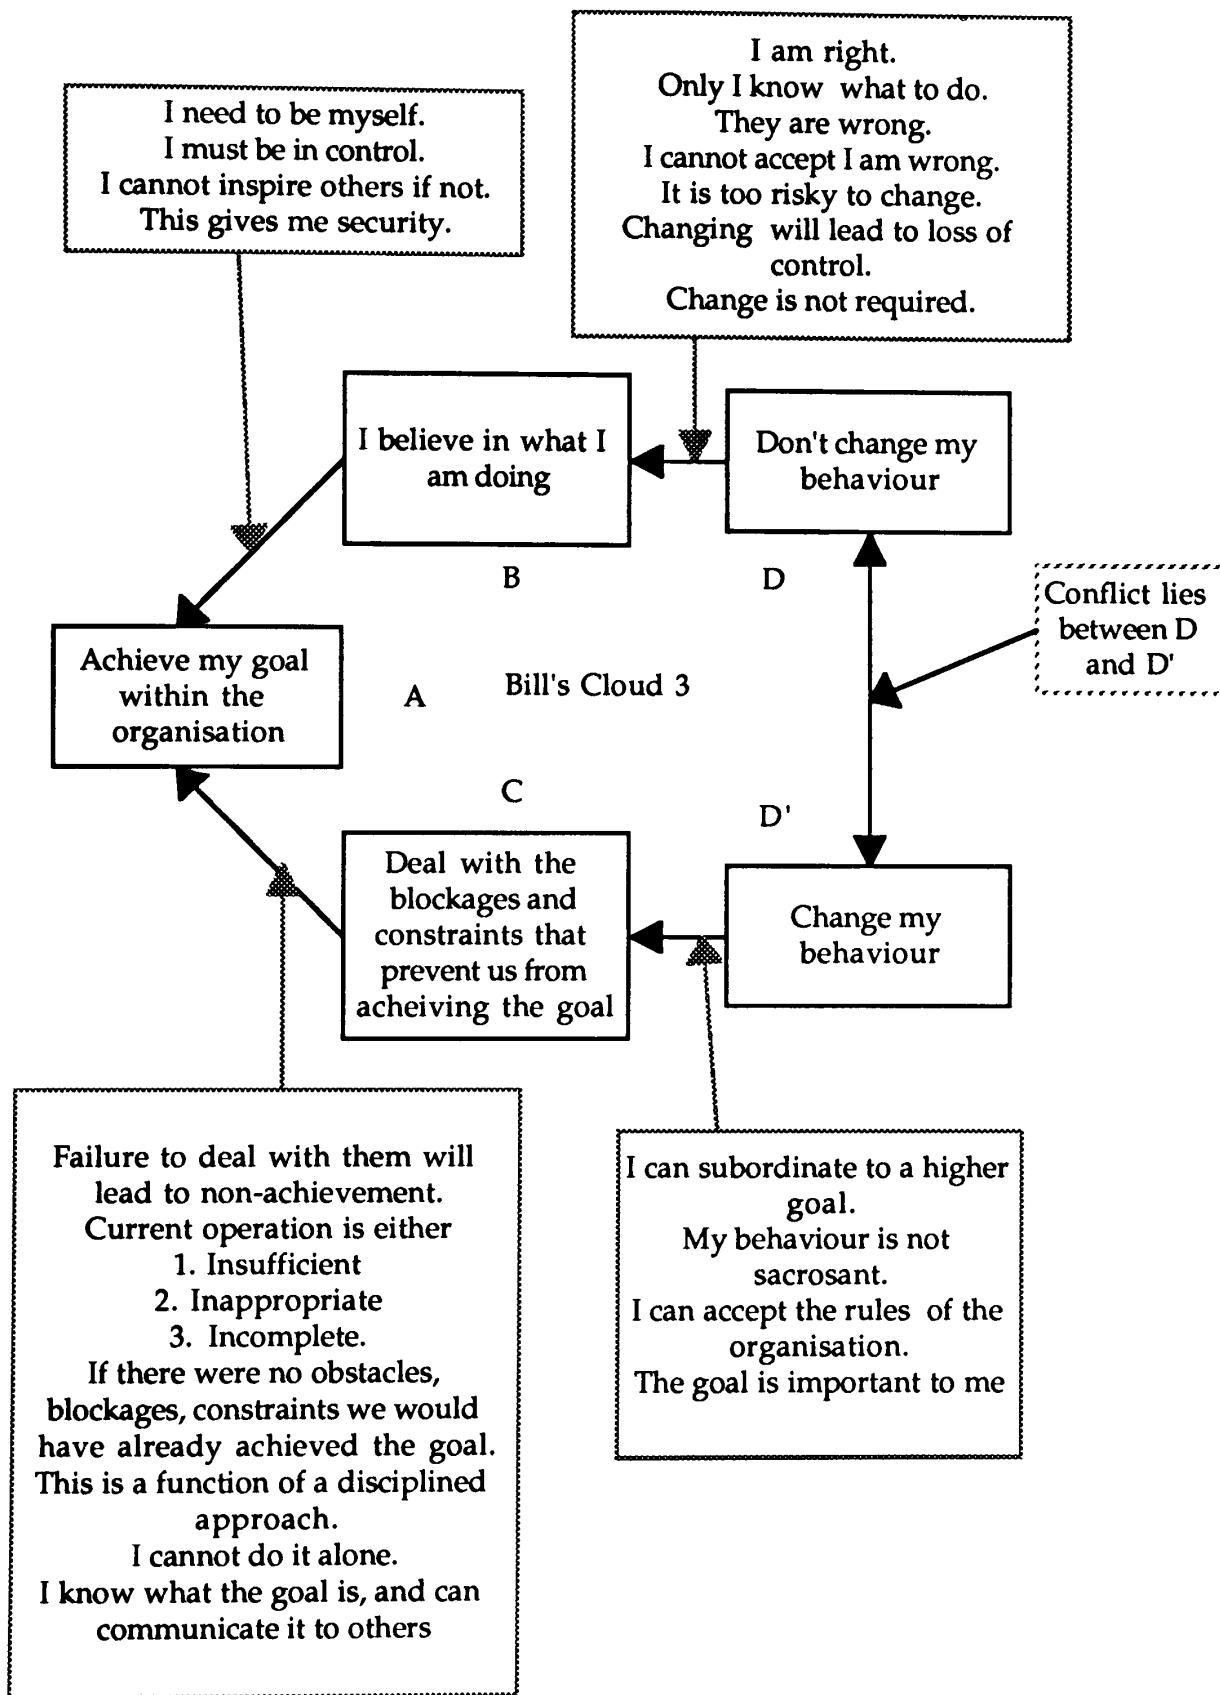 I am right.
Only I know what to do.
They are wrong.
I cannot accept I am wrong.
It is too risky to change.
Changing will lead to loss of
control.
Change is not required.
I need to be myself.
I must be in control.
I cannot inspire others if not.
This gives me security.
I believe in what I
am doing
Don't change my
behaviour
B
D
Conflict lies
between D
and D'
Achieve my goal
within the
organisation
A
Bill's Cloud 3
C
D'
Deal with the
blockages and
constraints that
prevent us from
acheiving the goal
Change my
behaviour
Failure to deal with them will
lead to non-achievement.
Current operation is either
1. Insufficient
2. Inappropriate
3. Incomplete.
If there were no obstacles,
blockages, constraints we would
have already achieved the goal.
This is a function of a disciplined
approach.
I cannot do it alone.
I know what the goal is, and can
communicate it to others
I can subordinate to a higher
goal.
My behaviour is not
sacrosant.
I can accept the rules of the
organisation.
The goal is important to me